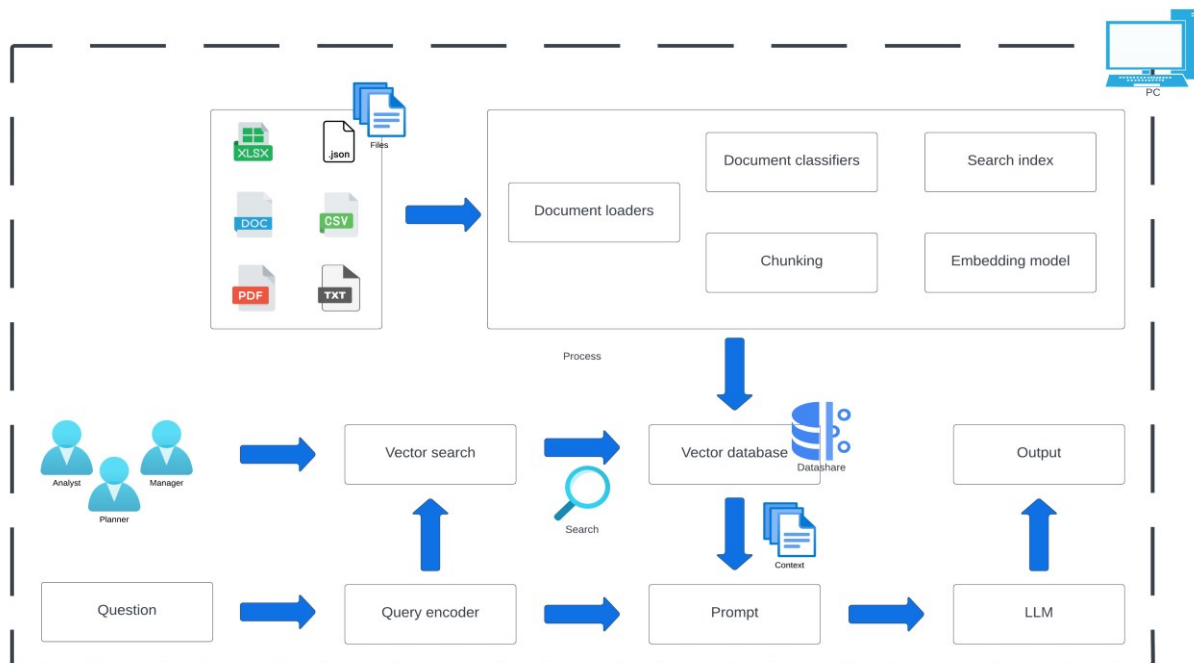 PC
Files
XLSX
.json
DOC
CSV
PDF
TXT
Document loaders
Document classifiers
Search index
Chunking
Embedding model
Process
Analyst
Manager
Planner
Vector search
Search
Vector database
Datashare
Output
Context
Question
Query encoder
Prompt
LLM